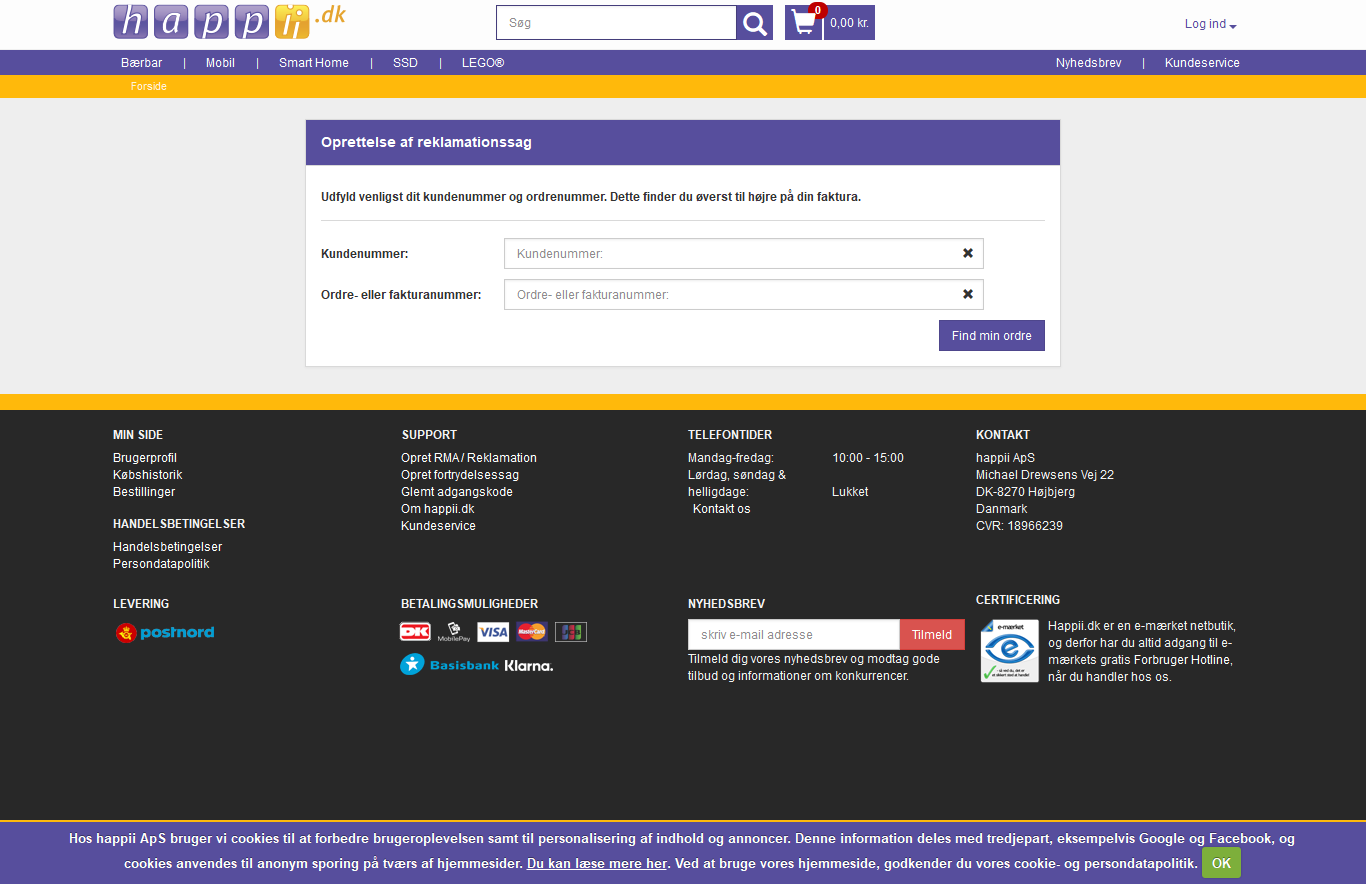 happii.dk
Søg
0
0,00 kr.
Log ind
Bærbar | Mobil | Smart Home | SSD | LEGO®
Nyhedsbrev | Kundeservice
Forside
Oprettelse af reklamationssag
Udfyld venligst dit kundenummer og ordrenummer. Dette finder du øverst til højre på din faktura.
Kundenummer:
Kundenummer:
Ordre- eller fakturanummer:
Ordre- eller fakturanummer:
Find min ordre
MIN SIDE
Brugerprofil
Købshistorik
Bestillinger
HANDELSBETINGELSER
Handelsbetingelser
Persondatapolitik
SUPPORT
Opret RMA / Reklamation
Opret fortrydelsessag
Glemt adgangskode
Om happii.dk
Kundeservice
TELEFONTIDER
Mandag-fredag: 10:00 - 15:00
Lørdag, søndag &
helligdage: Lukket
Kontakt os
KONTAKT
happii ApS
Michael Drewsens Vej 22
DK-8270 Højbjerg
Danmark
CVR: 18966239
LEVERING
postnord
BETALINGSMULIGHEDER
DK MobilePay VISA MasterCard JCB
Basisbank Klarna.
NYHEDSBREV
skriv e-mail adresse
Tilmeld
Tilmeld dig vores nyhedsbrev og modtag gode
tilbud og informationer om konkurrencer.
CERTIFICERING
e-mærket
e
Happii.dk er en e-mærket netbutik,
og derfor har du altid adgang til e-
mærkets gratis Forbruger Hotline,
når du handler hos os.
Hos happii ApS bruger vi cookies til at forbedre brugeroplevelsen samt til personalisering af indhold og annoncer. Denne information deles med tredjepart, eksempelvis Google og Facebook, og
cookies anvendes til anonym sporing på tværs af hjemmesider. Du kan læse mere her. Ved at bruge vores hjemmeside, godkender du vores cookie- og persondatapolitik. OK